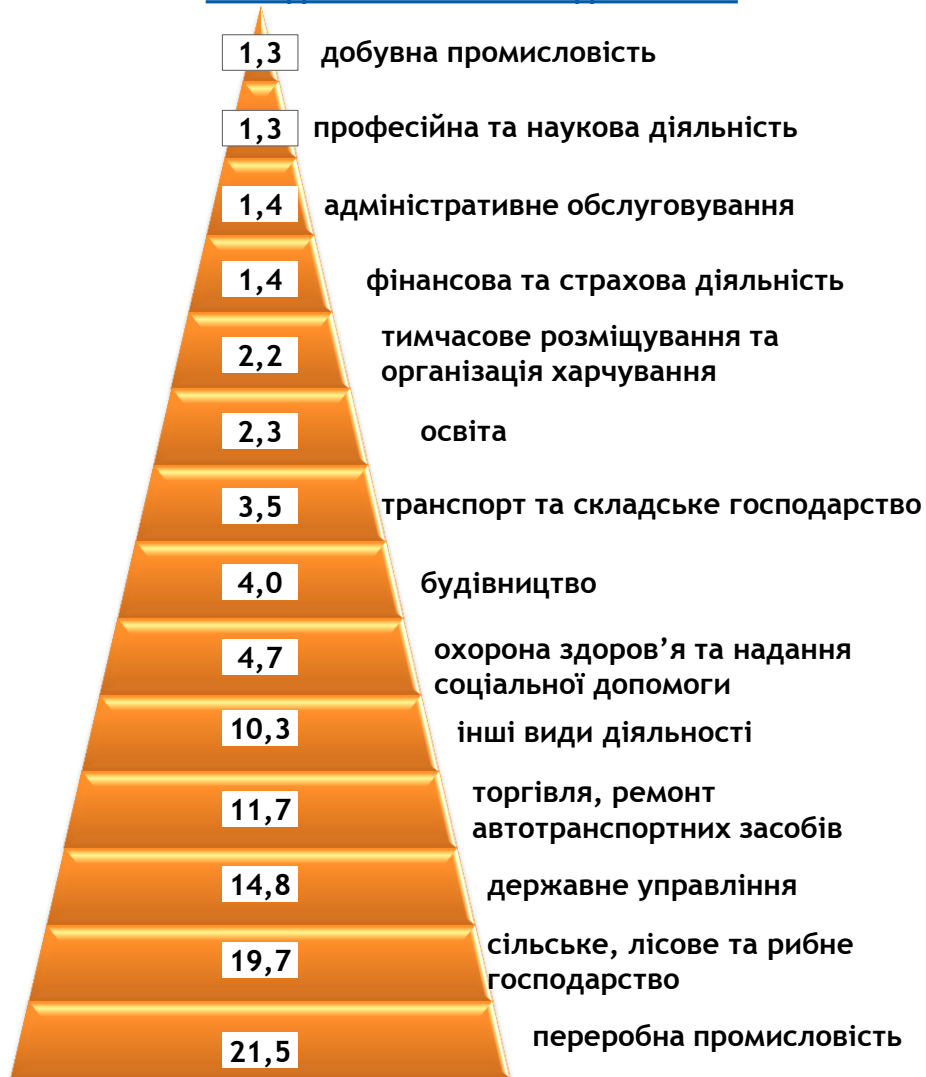 1,3 добувна промисловість
1,3 професійна та наукова діяльність
1,4 адміністративне обслуговування
1,4 фінансова та страхова діяльність
2,2 тимчасове розміщування та
організація харчування
2,3 освіта
3,5 транспорт та складське господарство
4,0 будівництво
4,7 охорона здоров’я та надання
соціальної допомоги
10,3 інші види діяльності
11,7 торгівля, ремонт
автотранспортних засобів
14,8 державне управління
19,7 сільське, лісове та рибне
господарство
21,5 переробна промисловість